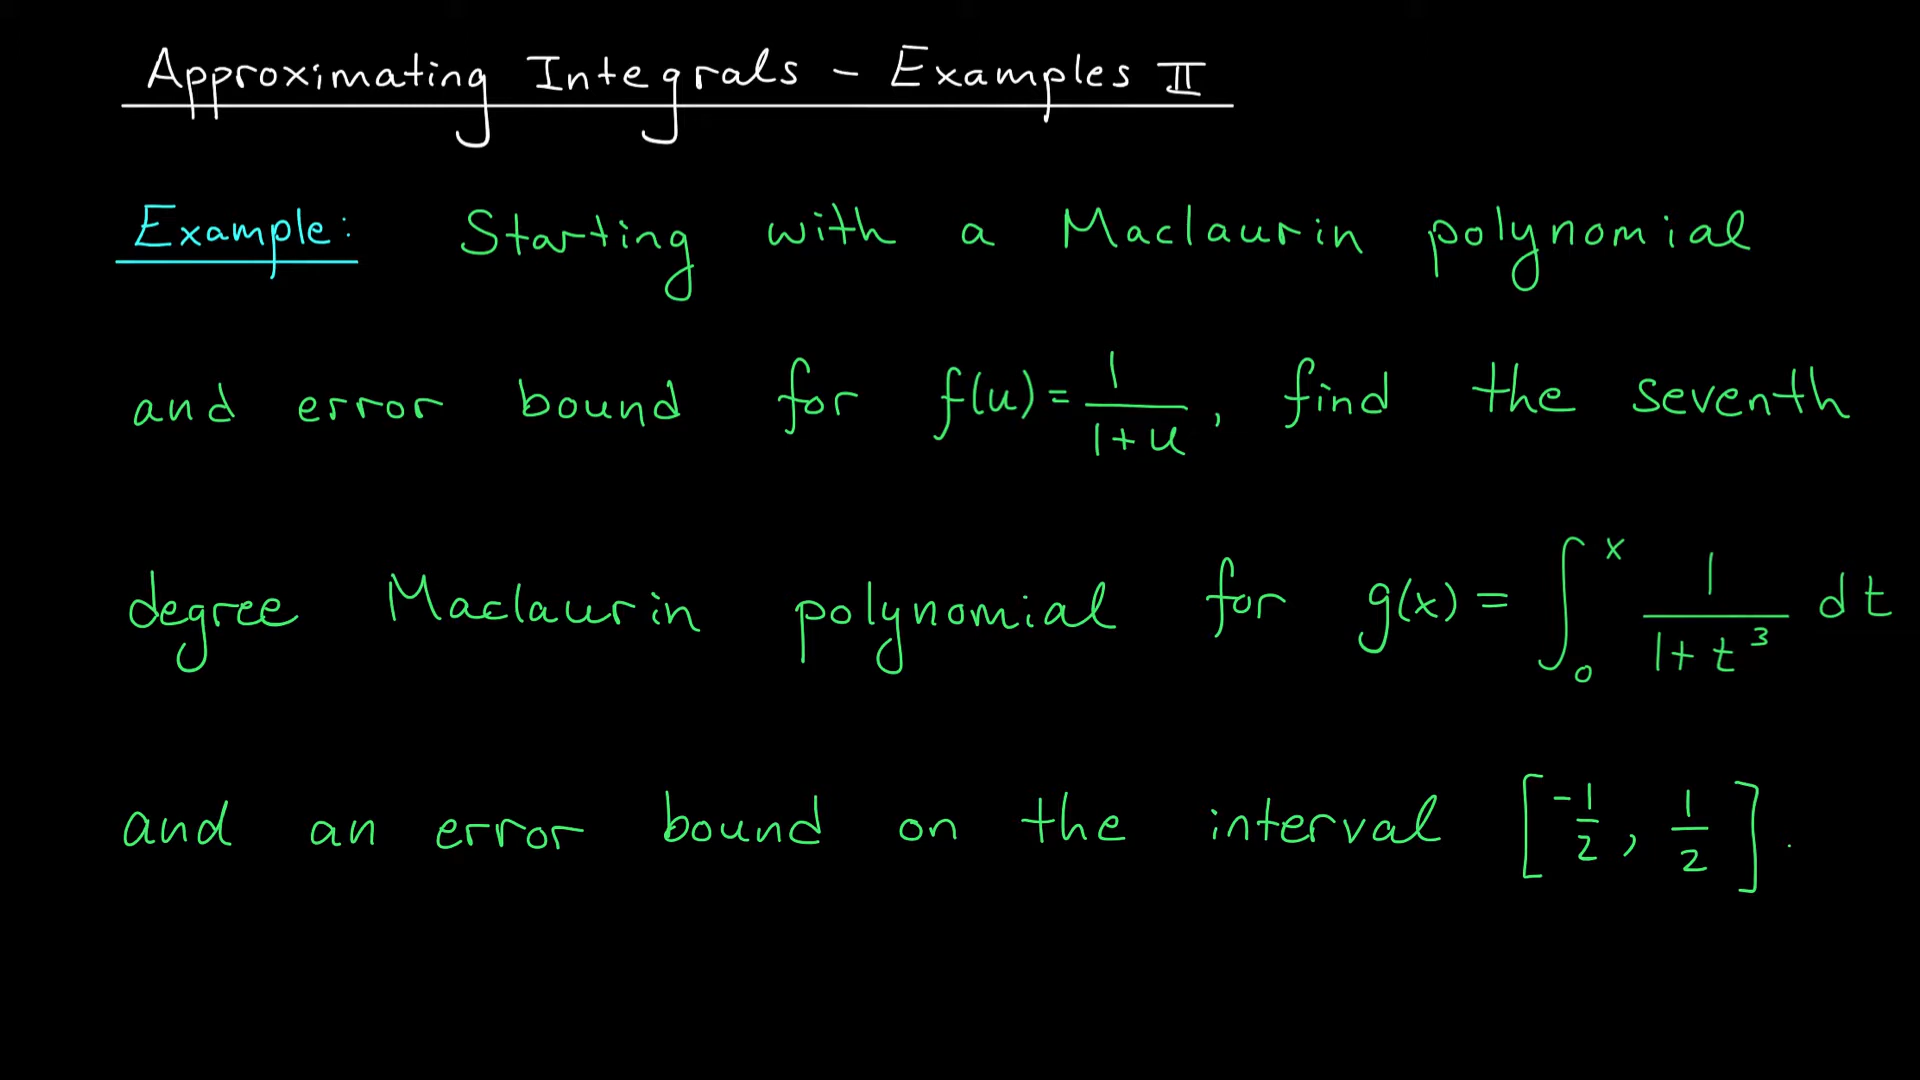 Approximating Integrals - Examples II
Example: Starting with a Maclaurin polynomial
and error bound for f(u) = 1/(1+u), find the seventh
degree Maclaurin polynomial for g(x) = ∫₀ˣ 1/(1+t³) dt
and an error bound on the interval [-1/2, 1/2].